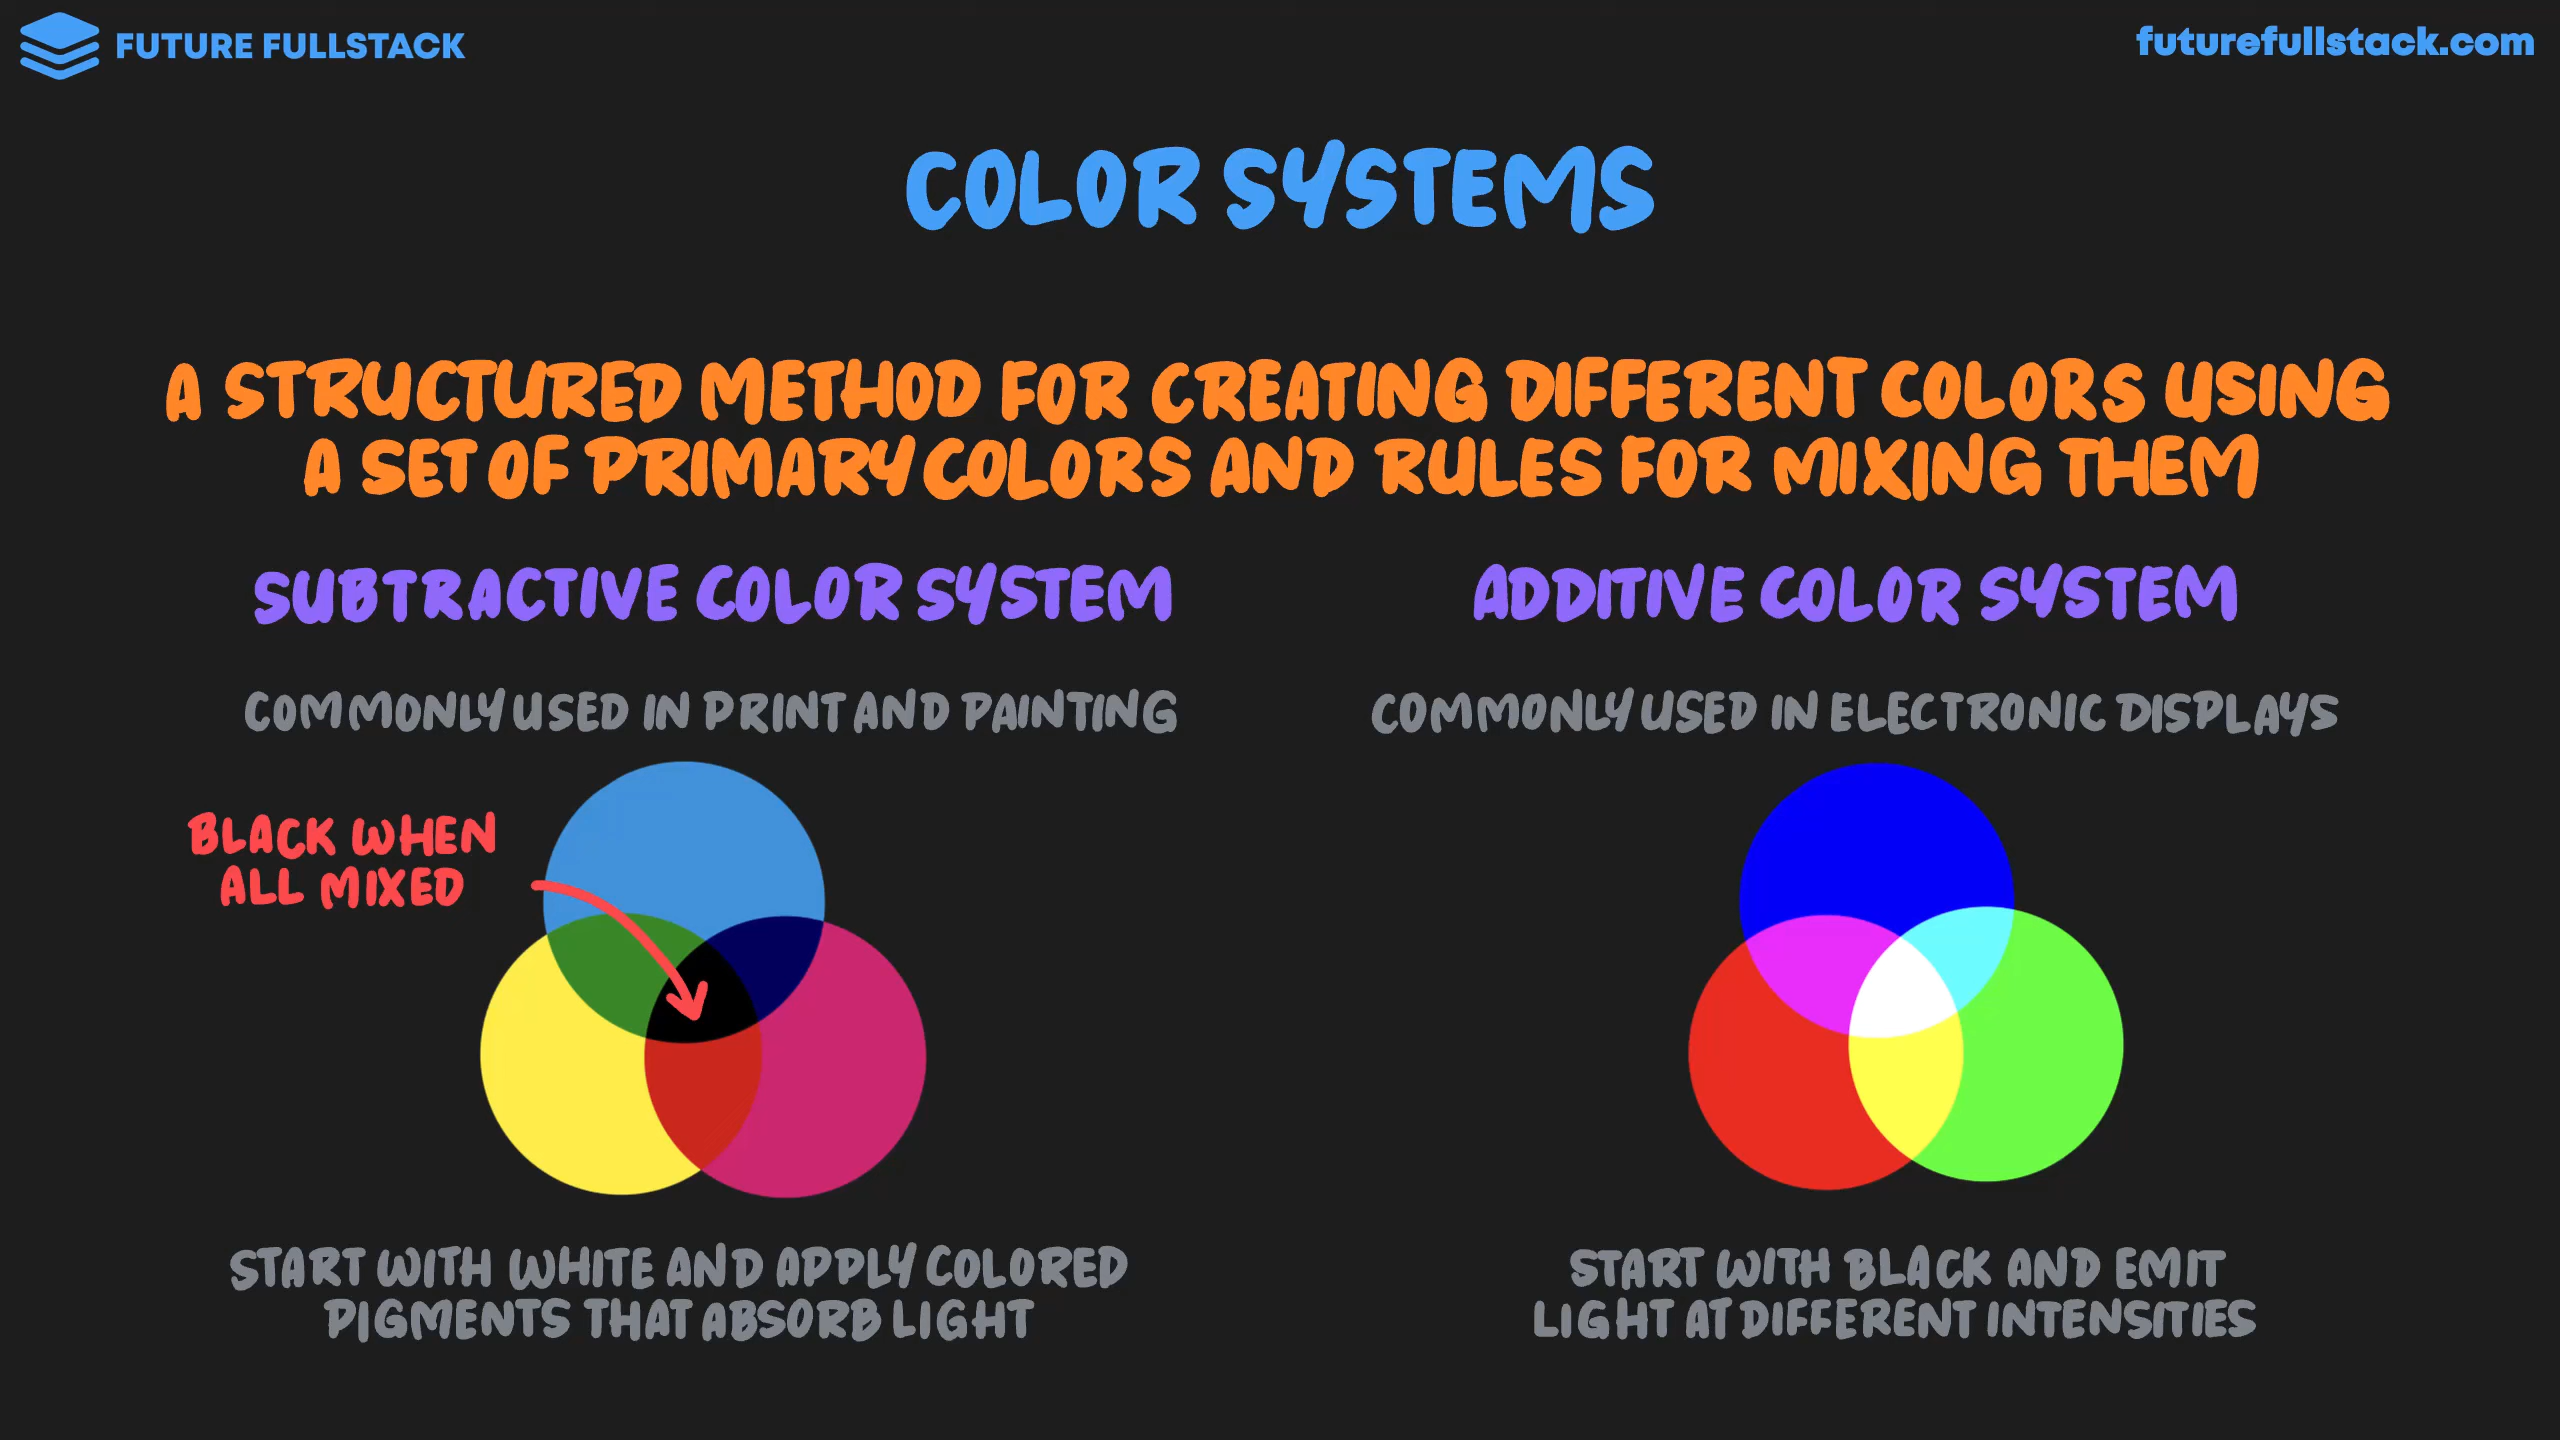 FUTURE FULLSTACK
futurefullstack.com
COLOR SYSTEMS
A STRUCTURED METHOD FOR CREATING DIFFERENT COLORS USING
A SET OF PRIMARY COLORS AND RULES FOR MIXING THEM
SUBTRACTIVE COLOR SYSTEM
COMMONLY USED IN PRINT AND PAINTING
BLACK WHEN
ALL MIXED
START WITH WHITE AND APPLY COLORED
PIGMENTS THAT ABSORB LIGHT
ADDITIVE COLOR SYSTEM
COMMONLY USED IN ELECTRONIC DISPLAYS
START WITH BLACK AND EMIT
LIGHT AT DIFFERENT INTENSITIES